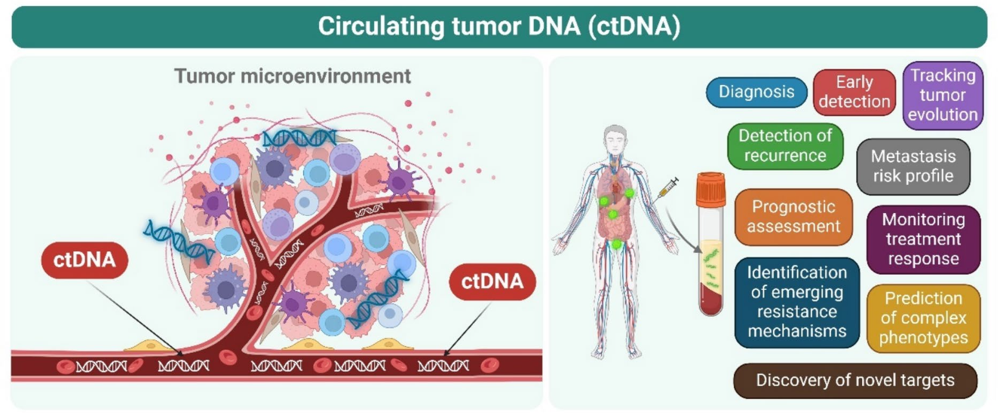 Circulating tumor DNA (ctDNA)
Tumor microenvironment
ctDNA
ctDNA
Diagnosis
Early
detection
Tracking
tumor
evolution
Detection of
recurrence
Metastasis
risk profile
Prognostic
assessment
Monitoring
treatment
response
Identification
of emerging
resistance
mechanisms
Prediction
of complex
phenotypes
Discovery of novel targets